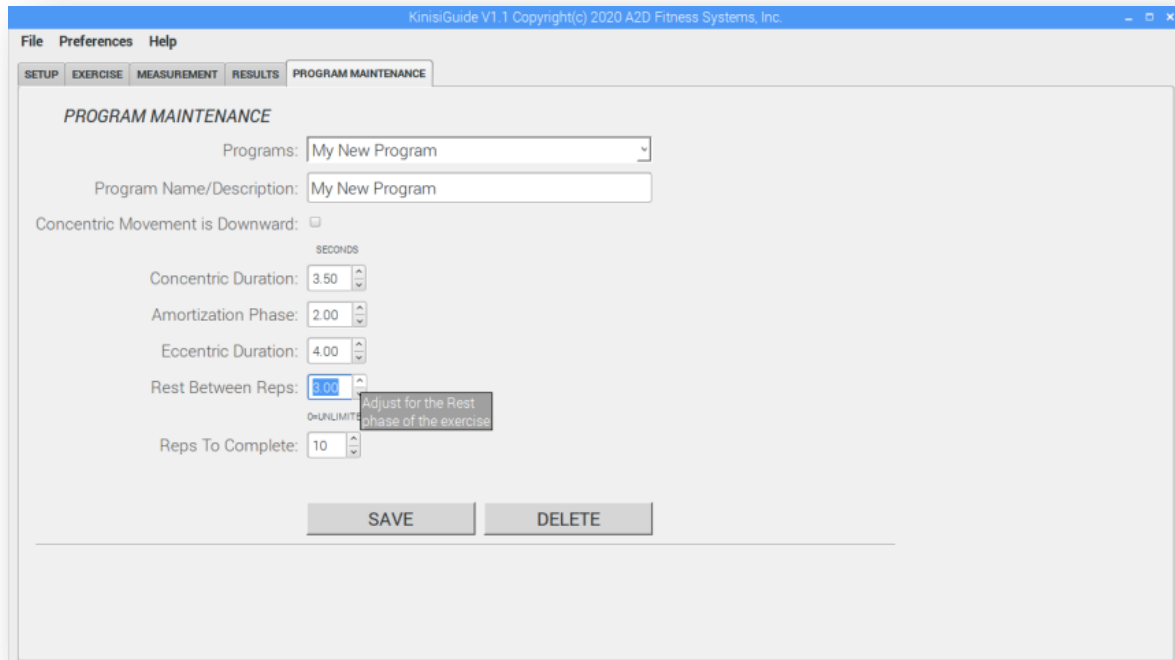 KinisiGuide V1.1 Copyright(c) 2020 A2D Fitness Systems, Inc.
File Preferences Help
SETUP EXERCISE MEASUREMENT RESULTS PROGRAM MAINTENANCE
PROGRAM MAINTENANCE
Programs: My New Program
Program Name/Description: My New Program
Concentric Movement is Downward:
SECONDS
Concentric Duration: 3.50
Amortization Phase: 2.00
Eccentric Duration: 4.00
Rest Between Reps: 3.00
Adjust for the Rest
0=UNLIMITE phase of the exercise
Reps To Complete: 10
SAVE DELETE